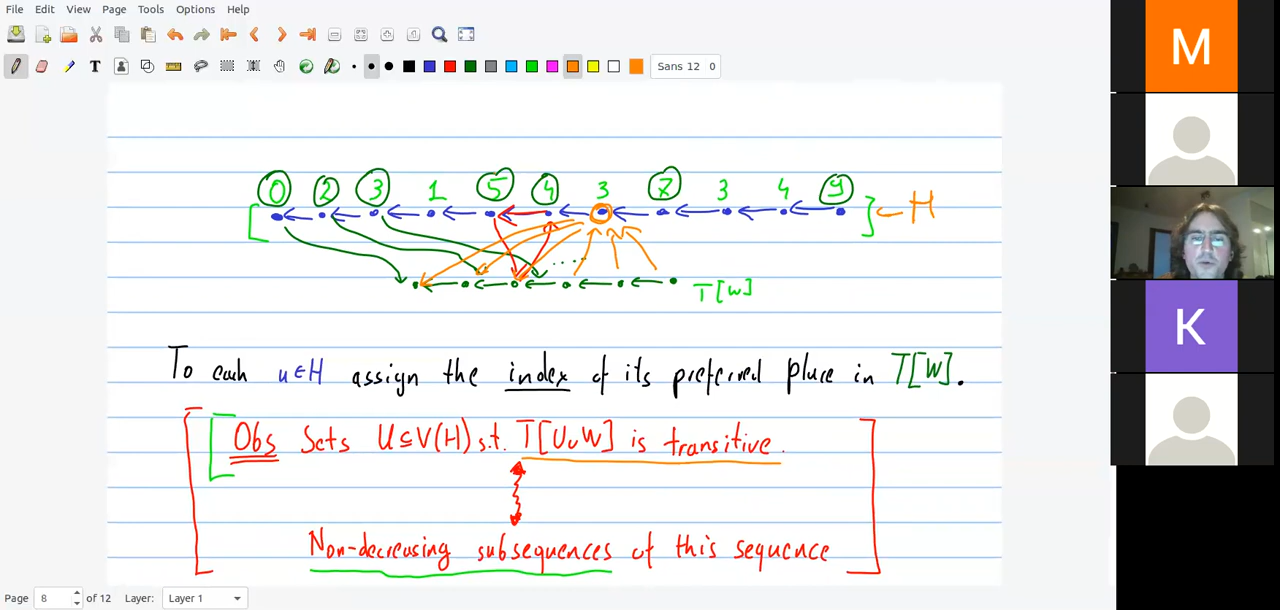 File Edit View Page Tools Options Help
Sans 12 0
0 2 3 1 5 4 3 7 3 4 9
H
T[W]
To each u∈H assign the index of its preferred place in T[W].
Obs Sets U⊆V(H) s.t. T[U∪W] is transitive.
Non-decreasing subsequences of this sequence
Page 8 of 12 Layer: Layer 1
M
K